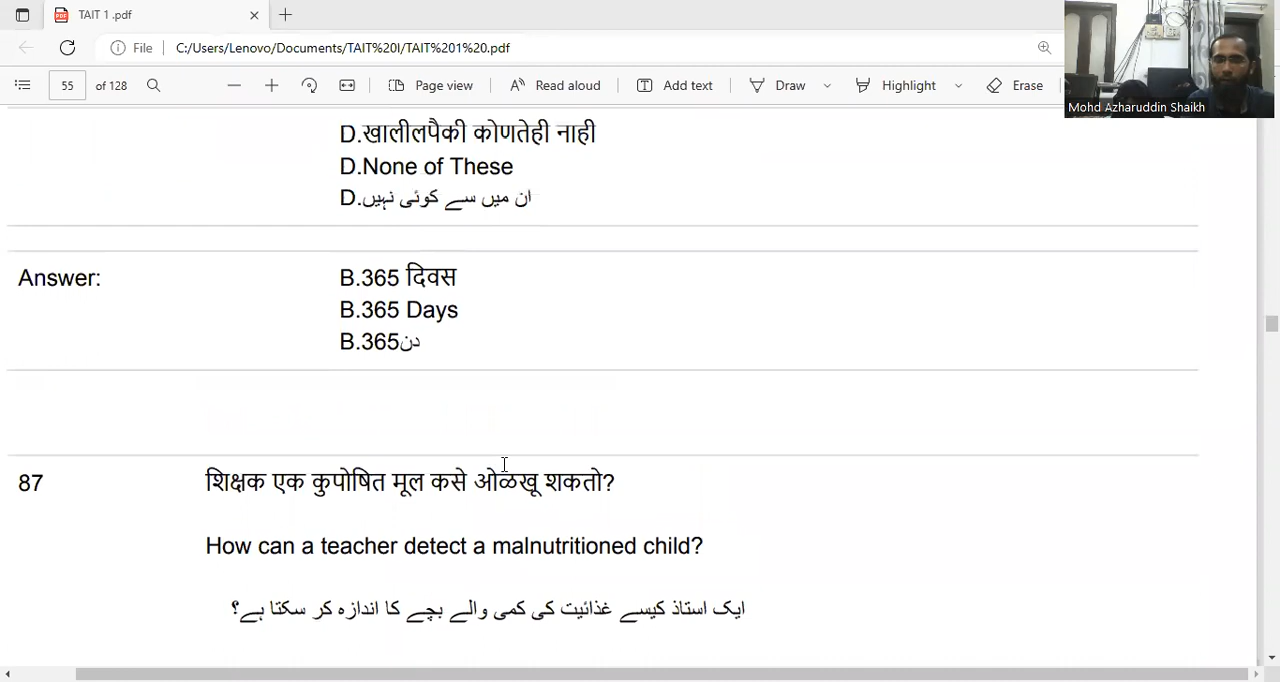 TAIT 1 .pdf
File
C:/Users/Lenovo/Documents/TAIT%20I/TAIT%201%20.pdf
55 of 128
Page view
Read aloud
Add text
Draw
Highlight
Erase
Mohd Azharuddin Shaikh
D.खालीलपैकी कोणतेही नाही
D.None of These
D.ان میں سے کوئی نہیں
Answer:
B.365 दिवस
B.365 Days
B.365دن
87
शिक्षक एक कुपोषित मूल कसे ओळखू शकतो?
How can a teacher detect a malnutritioned child?
ایک استاذ کیسے غذائیت کی کمی والے بچے کا اندازہ کر سکتا ہے؟